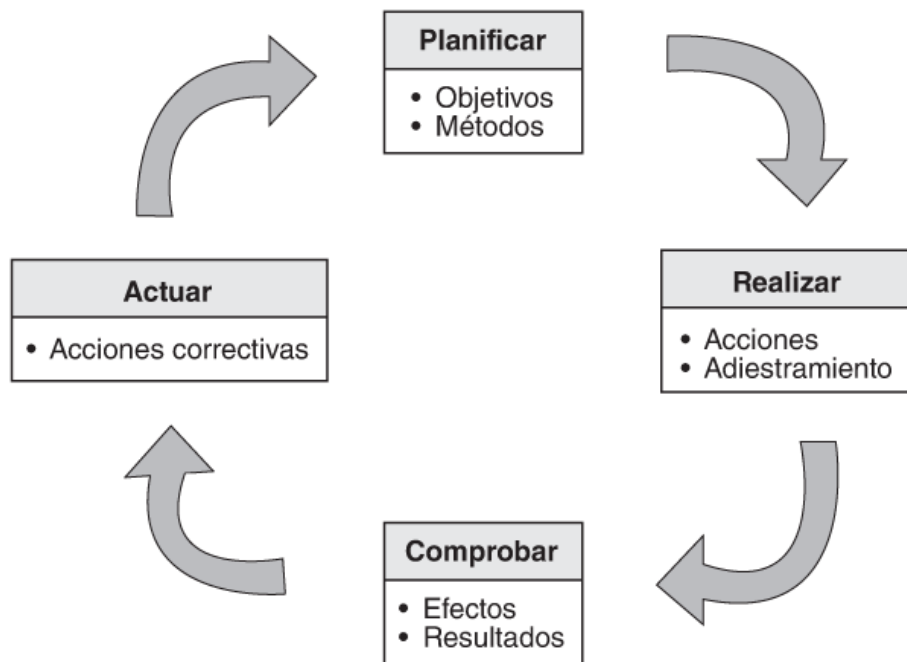 Planificar
• Objetivos
• Métodos
Realizar
• Acciones
• Adiestramiento
Comprobar
• Efectos
• Resultados
Actuar
• Acciones correctivas